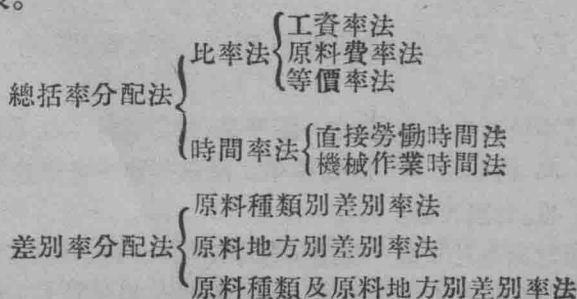 表。
工資率法
比率法 原料費率法
等價率法
總括率分配法
時間率法 直接勞働時間法
機械作業時間法
原料種類別差別率法
差別率分配法 原料地方別差別率法
原料種類及原料地方別差別率法